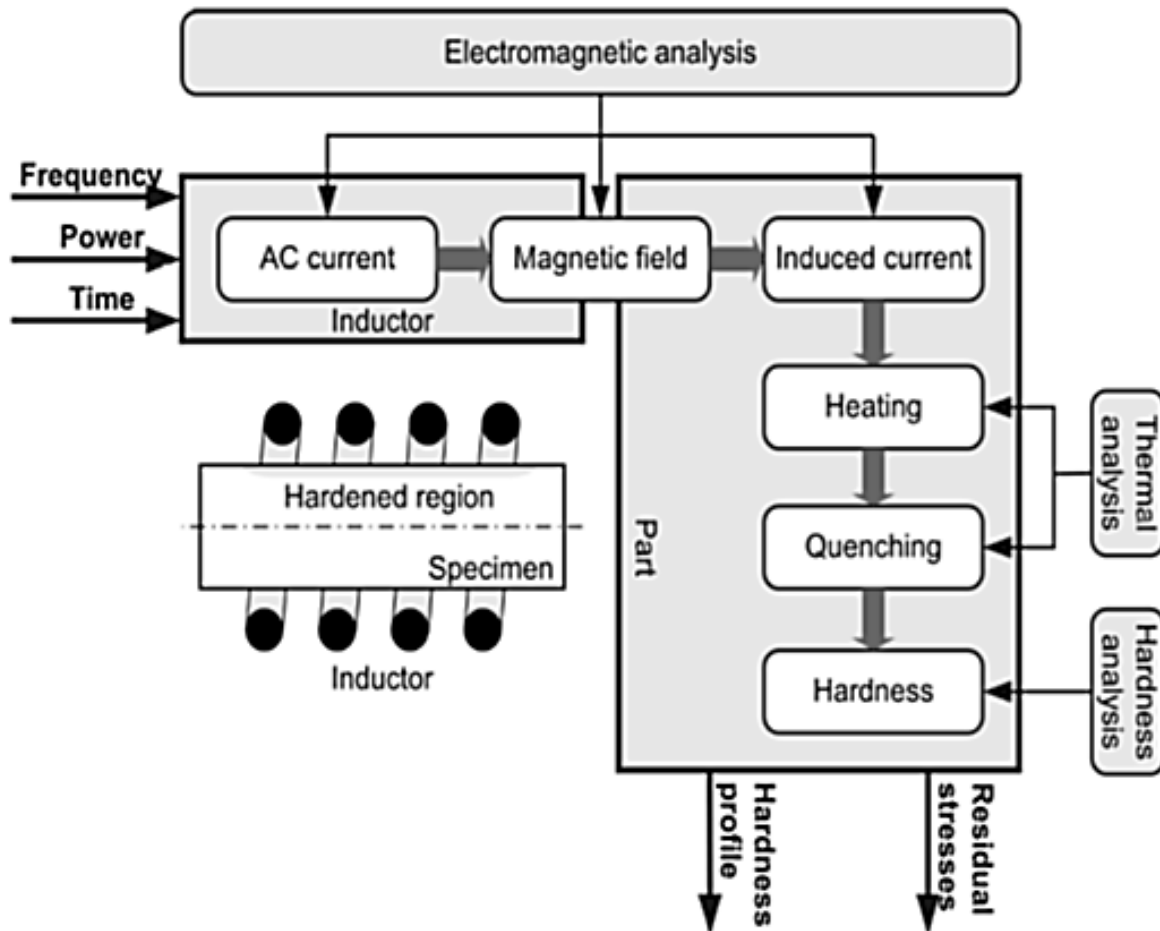 Electromagnetic analysis
Frequency
Power
Time
AC current
Magnetic field
Induced current
Inductor
Heating
Thermal
analysis
Hardened region
Specimen
Inductor
Part
Quenching
Hardness
Hardness
analysis
Hardness
profile
Residual
stresses